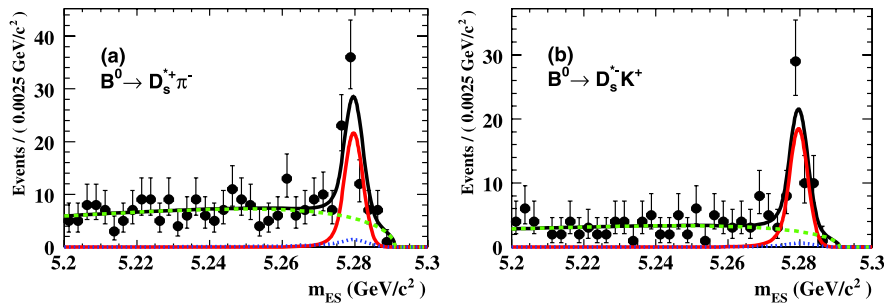 Events / ( 0.0025 GeV/c² )
40
30
20
10
0
(a)
B⁰→ Dₛ*⁺π⁻
5.2 5.22 5.24 5.26 5.28 5.3
m_ES (GeV/c²)
Events / ( 0.0025 GeV/c² )
30
20
10
0
(b)
B⁰→ Dₛ*⁻K⁺
5.2 5.22 5.24 5.26 5.28 5.3
m_ES (GeV/c²)